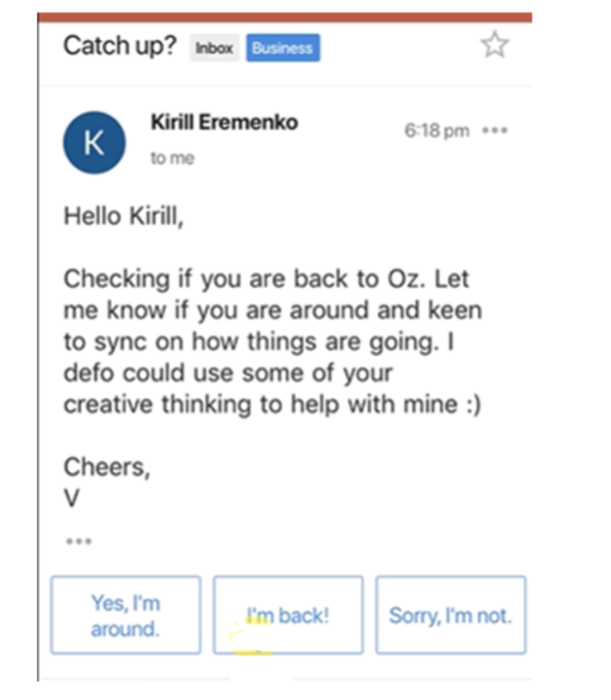 Catch up? Inbox Business
K
Kirill Eremenko
6:18 pm •••
to me
Hello Kirill,
Checking if you are back to Oz. Let
me know if you are around and keen
to sync on how things are going. I
defo could use some of your
creative thinking to help with mine :)
Cheers,
V
•••
Yes, I'm
around.
I'm back!
Sorry, I'm not.